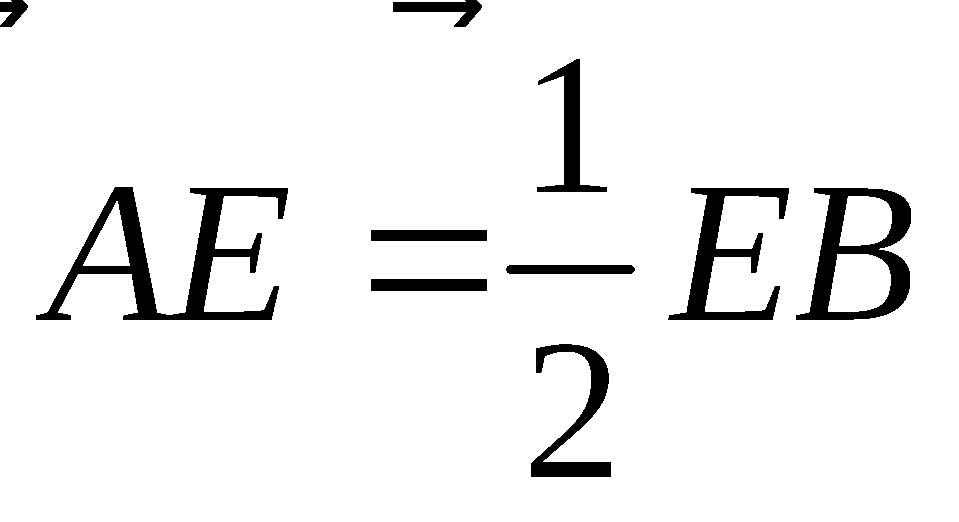 → →
AE = 1/2 EB